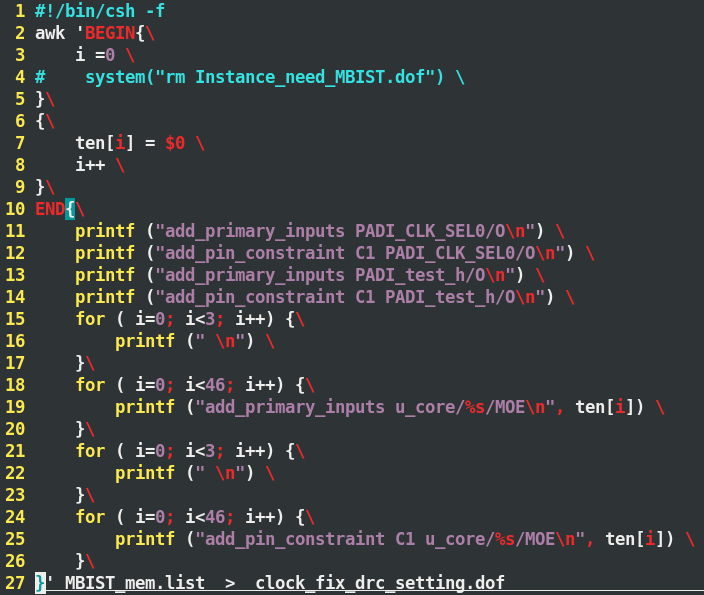 1 #!/bin/csh -f
2 awk 'BEGIN{\
3     i =0 \
4 #    system("rm Instance_need_MBIST.dof") \
5 }\
6 {\
7     ten[i] = $0 \
8     i++ \
9 }\
10 END{\
11     printf ("add_primary_inputs PADI_CLK_SEL0/O\n") \
12     printf ("add_pin_constraint C1 PADI_CLK_SEL0/O\n") \
13     printf ("add_primary_inputs PADI_test_h/O\n") \
14     printf ("add_pin_constraint C1 PADI_test_h/O\n") \
15     for ( i=0; i<3; i++) {\
16         printf (" \n") \
17     }\
18     for ( i=0; i<46; i++) {\
19         printf ("add_primary_inputs u_core/%s/MOE\n", ten[i]) \
20     }\
21     for ( i=0; i<3; i++) {\
22         printf (" \n") \
23     }\
24     for ( i=0; i<46; i++) {\
25         printf ("add_pin_constraint C1 u_core/%s/MOE\n", ten[i]) \
26     }\
27 }' MBIST_mem.list  >  clock_fix_drc_setting.dof